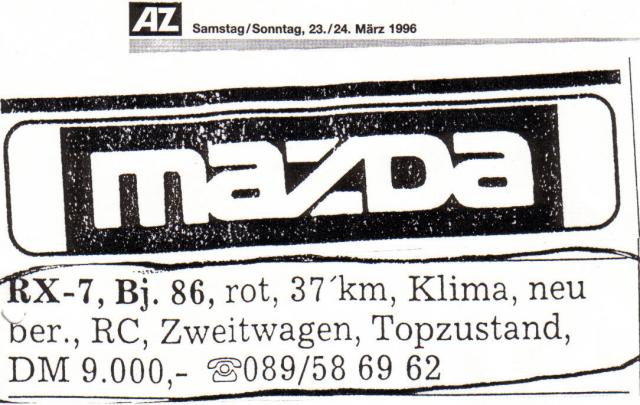 AZ Samstag/Sonntag, 23./24. März 1996
mazda
RX-7, Bj. 86, rot, 37´km, Klima, neu
ber., RC, Zweitwagen, Topzustand,
DM 9.000,- ☎089/58 69 62